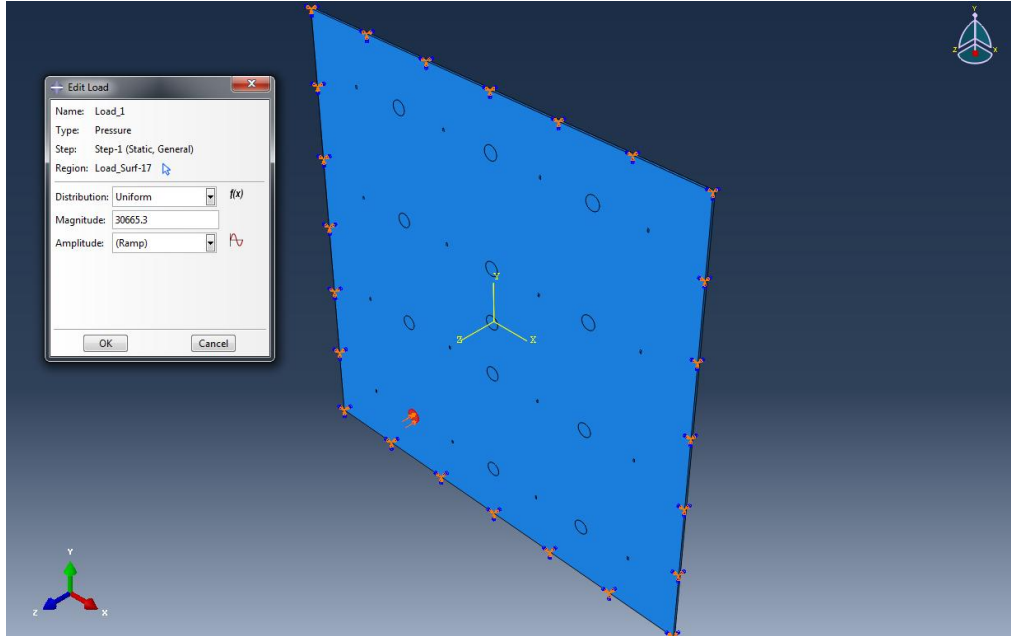 Edit Load
Name: Load_1
Type: Pressure
Step: Step-1 (Static, General)
Region: Load_Surf-17
Distribution: Uniform f(x)
Magnitude: 30665.3
Amplitude: (Ramp)
OK Cancel
Y
Z X
Y
Z X
Y
Z X